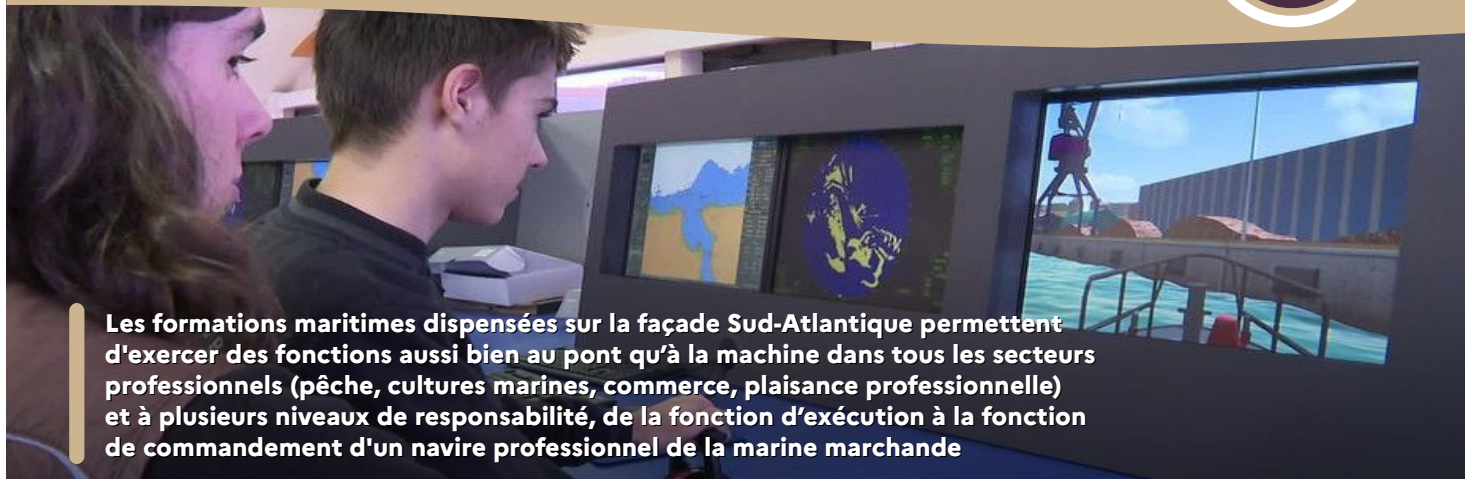 Les formations maritimes dispensées sur la façade Sud-Atlantique permettent
d'exercer des fonctions aussi bien au pont qu’à la machine dans tous les secteurs
professionnels (pêche, cultures marines, commerce, plaisance professionnelle)
et à plusieurs niveaux de responsabilité, de la fonction d’exécution à la fonction
de commandement d'un navire professionnel de la marine marchande